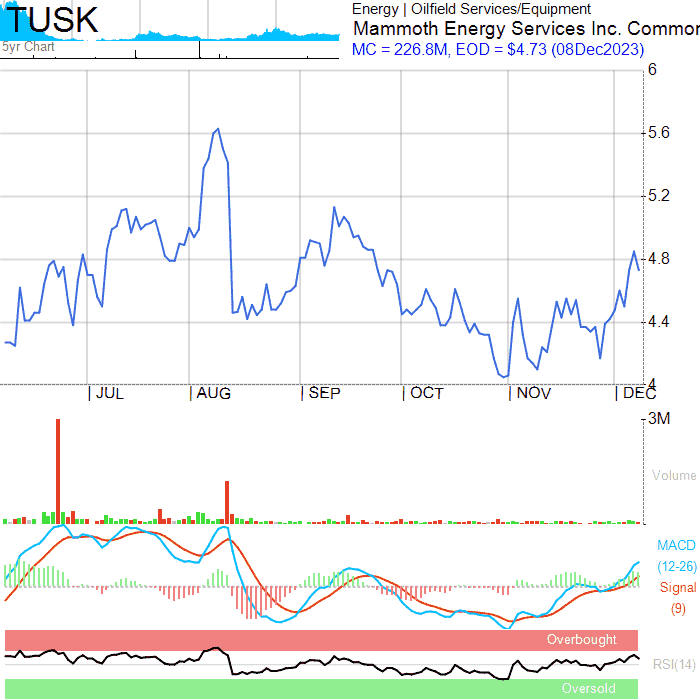 TUSK
5yr Chart
Energy | Oilfield Services/Equipment
Mammoth Energy Services Inc. Common
MC = 226.8M, EOD = $4.73 (08Dec2023)
6
5.6
5.2
4.8
4.4
4
JUL
AUG
SEP
OCT
NOV
DEC
3M
Volume
MACD
(12-26)
Signal
(9)
Overbought
RSI(14)
Oversold